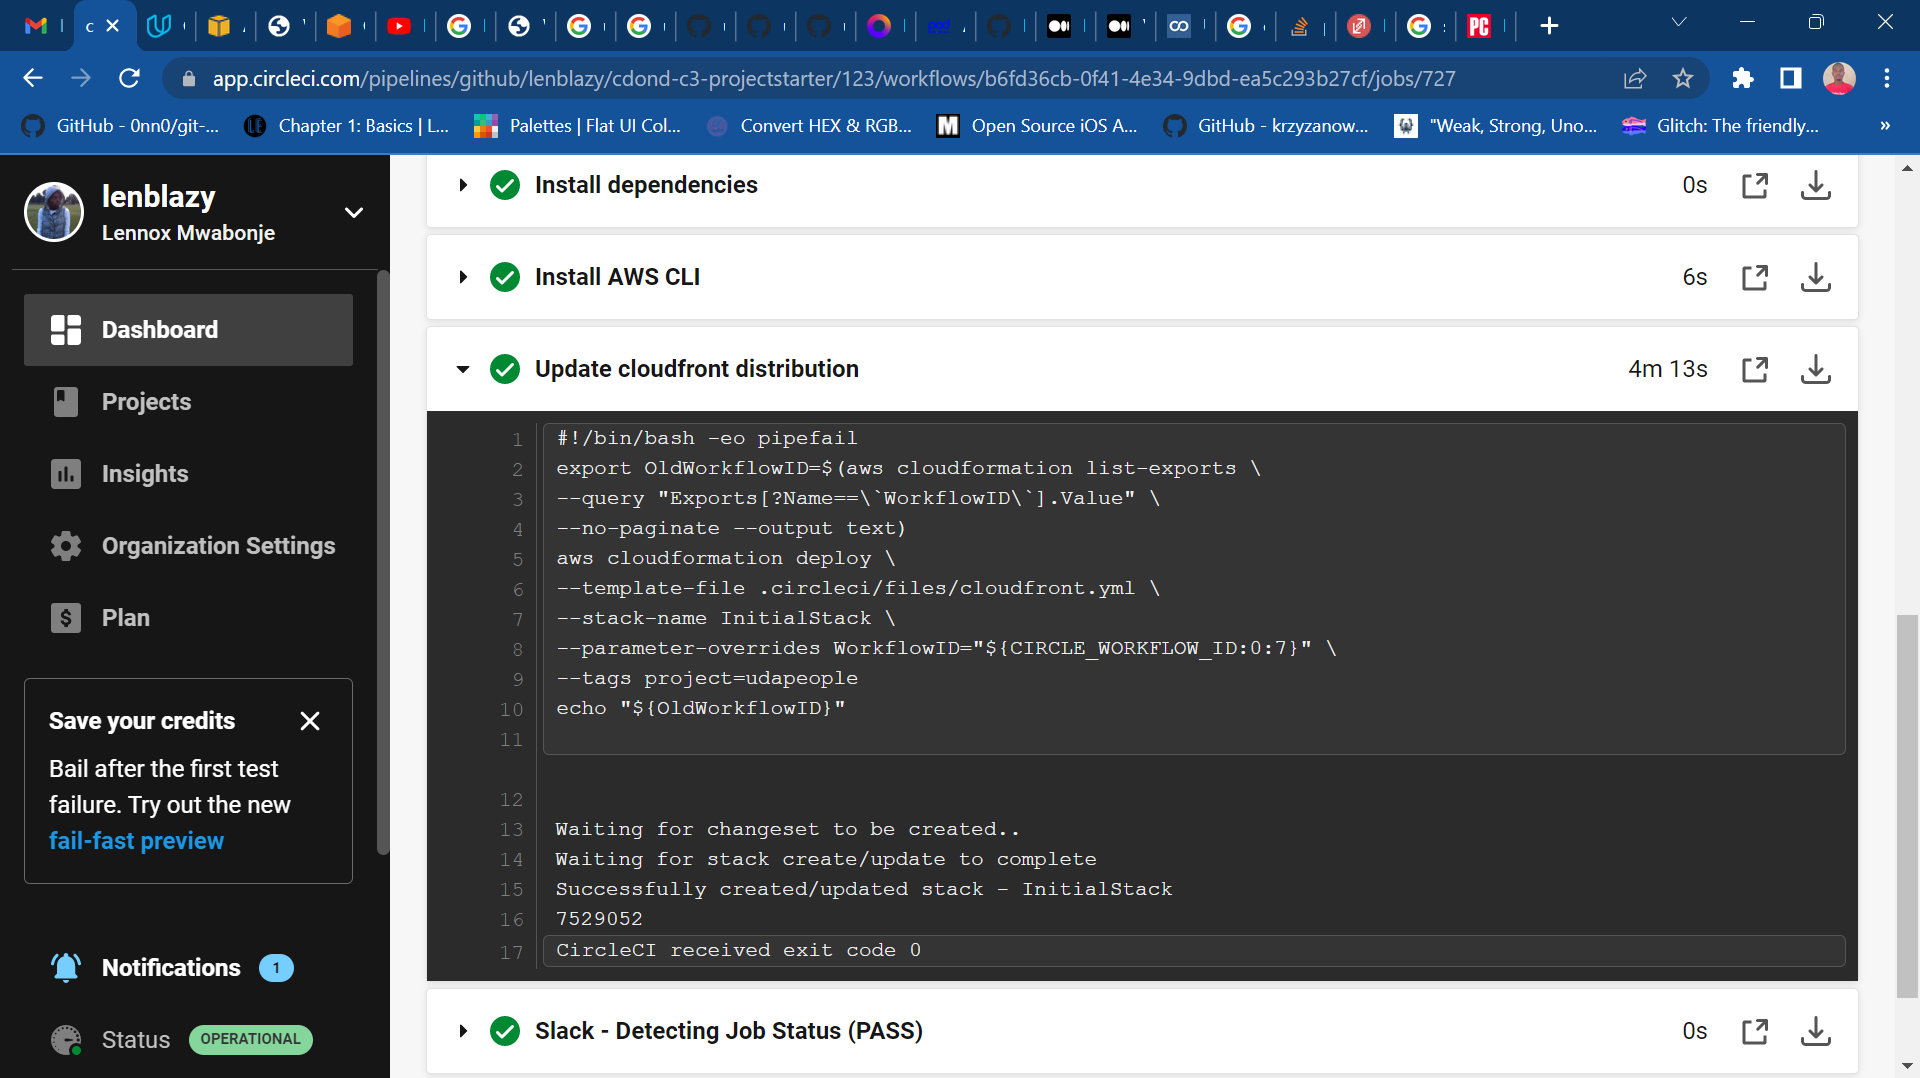 app.circleci.com/pipelines/github/lenblazy/cdond-c3-projectstarter/123/workflows/b6fd36cb-0f41-4e34-9dbd-ea5c293b27cf/jobs/727
GitHub - 0nn0/git-...
Chapter 1: Basics | L...
Palettes | Flat UI Col...
Convert HEX & RGB...
Open Source iOS A...
GitHub - krzyzanow...
"Weak, Strong, Uno...
Glitch: The friendly...
»
lenblazy
Lennox Mwabonje
Dashboard
Projects
Insights
Organization Settings
Plan
Save your credits
Bail after the first test
failure. Try out the new
fail-fast preview
Notifications 1
Status OPERATIONAL
Install dependencies 0s
Install AWS CLI 6s
Update cloudfront distribution 4m 13s
1 #!/bin/bash -eo pipefail
2 export OldWorkflowID=$(aws cloudformation list-exports \
3 --query "Exports[?Name==\`WorkflowID\`].Value" \
4 --no-paginate --output text)
5 aws cloudformation deploy \
6 --template-file .circleci/files/cloudfront.yml \
7 --stack-name InitialStack \
8 --parameter-overrides WorkflowID="${CIRCLE_WORKFLOW_ID:0:7}" \
9 --tags project=udapeople
10 echo "${OldWorkflowID}"
11
12
13 Waiting for changeset to be created..
14 Waiting for stack create/update to complete
15 Successfully created/updated stack - InitialStack
16 7529052
17 CircleCI received exit code 0
Slack - Detecting Job Status (PASS) 0s